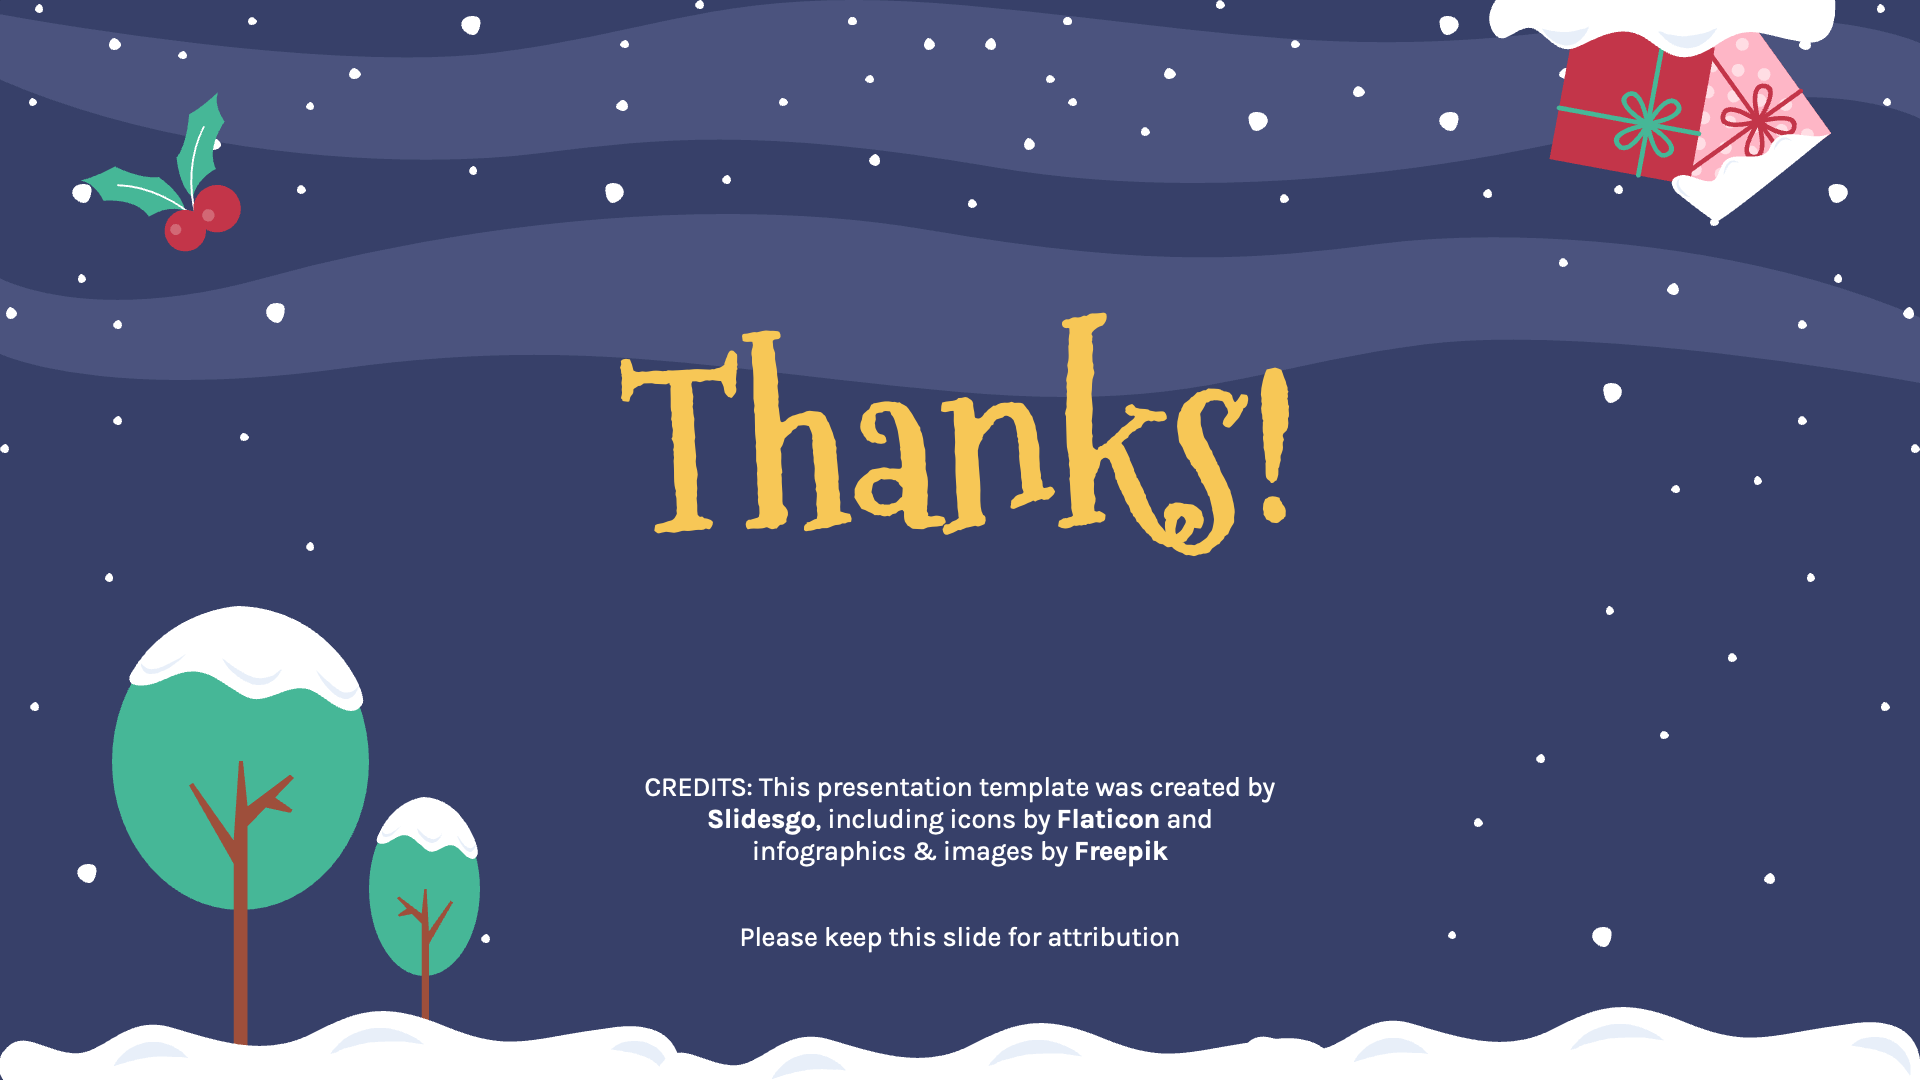 Thanks!
CREDITS: This presentation template was created by
Slidesgo, including icons by Flaticon and
infographics & images by Freepik
Please keep this slide for attribution